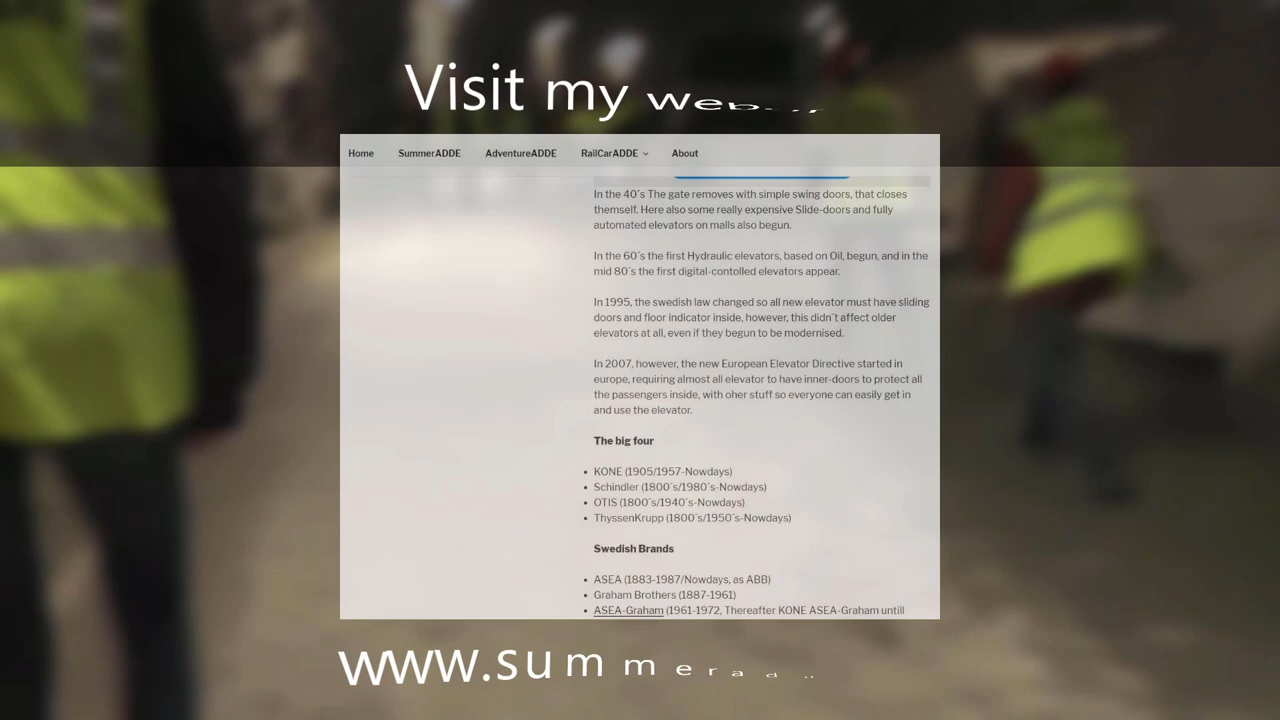 Visit my
Home SummerADDE AdventureADDE RailCarADDE About
In the 40´s The gate removes with simple swing doors, that closes
themself. Here also some really expensive Slide-doors and fully
automated elevators on malls also begun.
In the 60´s the first Hydraulic elevators, based on Oil, begun, and in the
mid 80´s the first digital-contolled elevators appear.
In 1995, the swedish law changed so all new elevator must have sliding
doors and floor indicator inside, however, this didn´t affect older
elevators at all, even if they begun to be modernised.
In 2007, however, the new European Elevator Directive started in
europe, requiring almost all elevator to have inner-doors to protect all
the passengers inside, with oher stuff so everyone can easily get in
and use the elevator.
The big four
• KONE (1905/1957-Nowdays)
• Schindler (1800´s/1980´s-Nowdays)
• OTIS (1800´s/1940´s-Nowdays)
• ThyssenKrupp (1800´s/1950´s-Nowdays)
Swedish Brands
• ASEA (1883-1987/Nowdays, as ABB)
• Graham Brothers (1887-1961)
• ASEA-Graham (1961-1972, Thereafter KONE ASEA-Graham untill